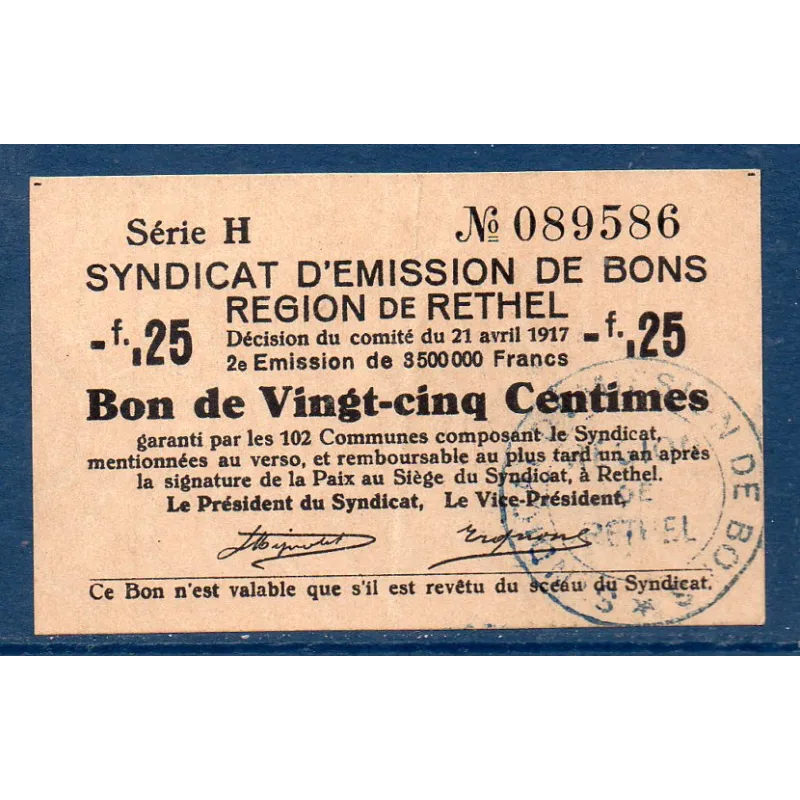 Série H № 089586
SYNDICAT D'EMISSION DE BONS
REGION DE RETHEL
-f.,25 Décision du comité du 21 avril 1917 -f.,25
2e Emission de 3500000 Francs
Bon de Vingt-cinq Centimes
garanti par les 102 Communes composant le Syndicat,
mentionnées au verso, et remboursable au plus tard un an après
la signature de la Paix au Siège du Syndicat, à Rethel.
Le Président du Syndicat, Le Vice-Président,
Ce Bon n'est valable que s'il est revêtu du sceau du Syndicat.
DE BONS
DE
RETHEL